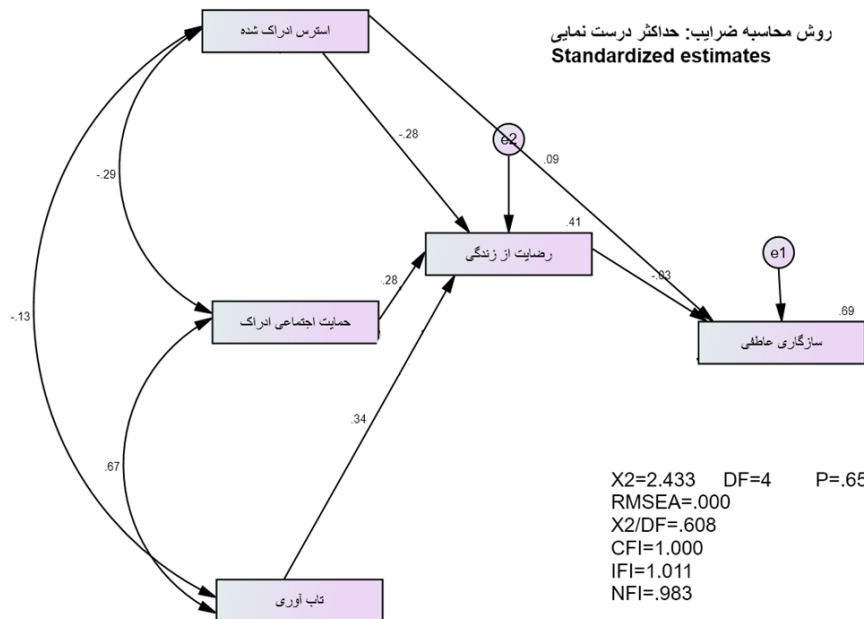 استرس ادراک شده
روش محاسبه ضرایب: حداکثر درست نمایی
Standardized estimates
-.28
e2
.09
-.29
.41
رضایت از زندگی
e1
.28
-.03
-.13
حمایت اجتماعی ادراک
.69
سازگاری عاطفی
.34
.67
X2=2.433 DF=4 P=.65
RMSEA=.000
X2/DF=.608
CFI=1.000
IFI=1.011
NFI=.983
تاب آوری